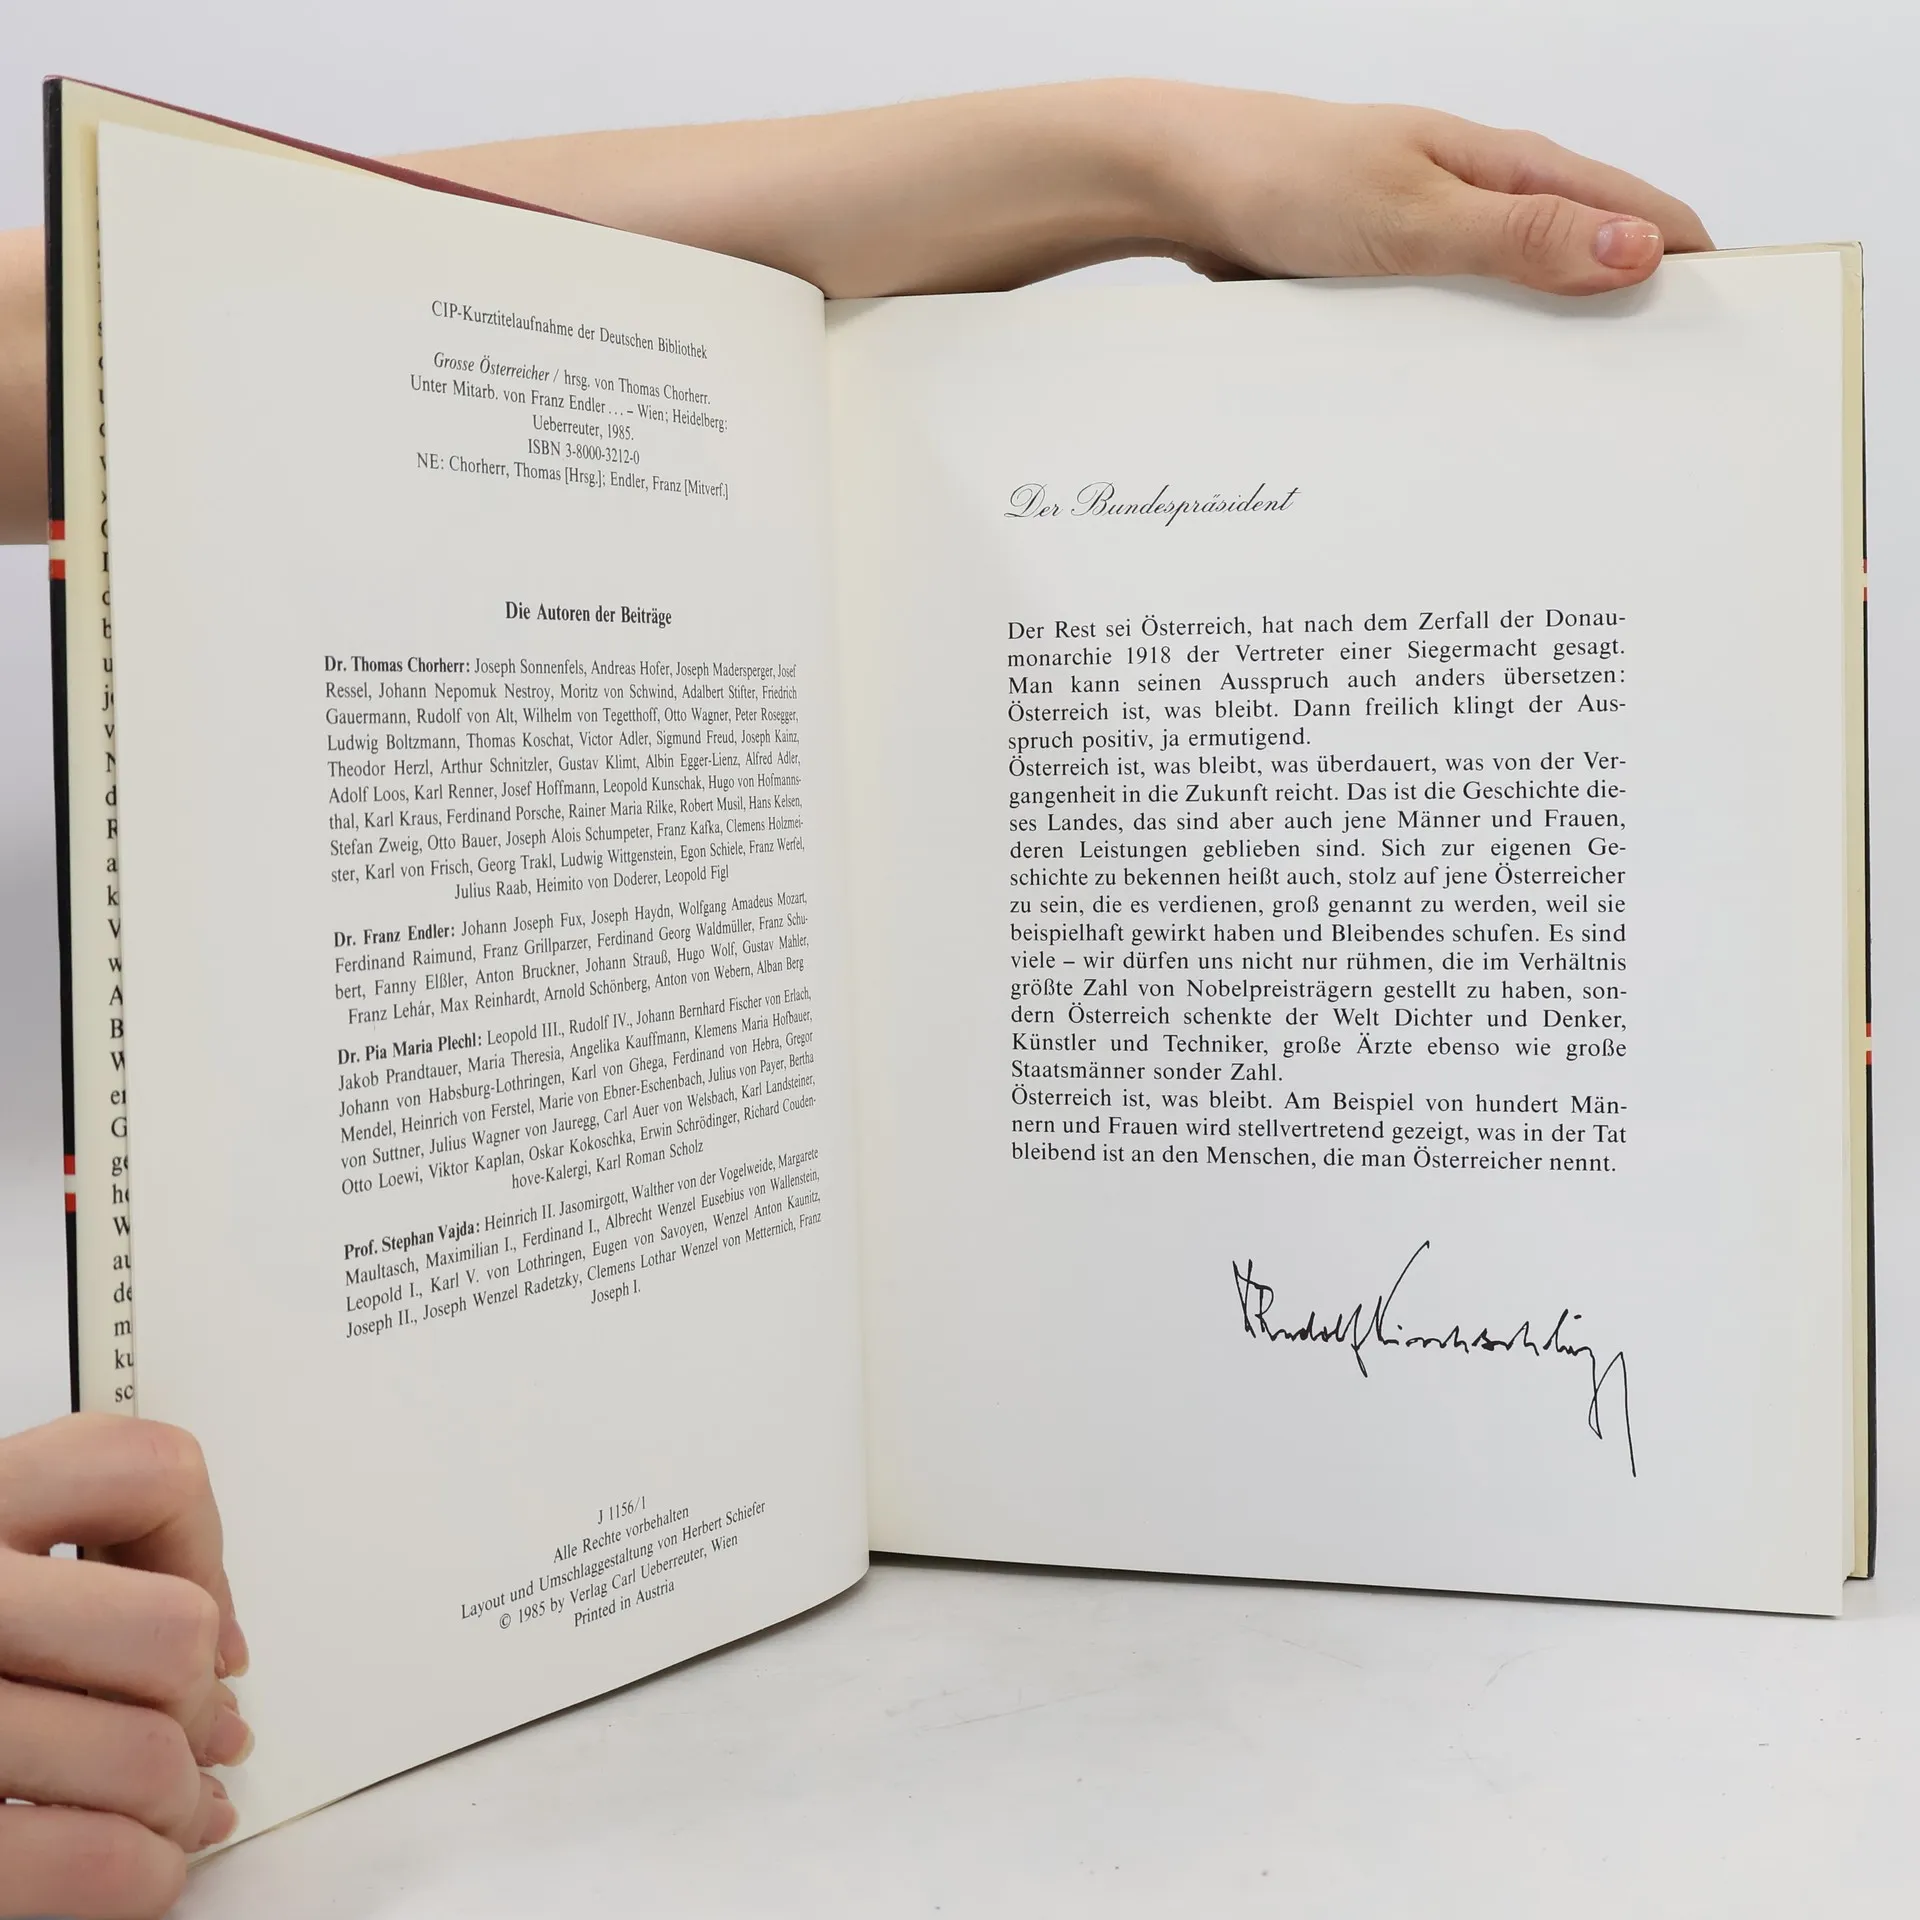 CIP-Kurztitelaufnahme der Deutschen Bibliothek
Grosse Österreicher / hrsg. von Thomas Chorherr.
Unter Mitarb. von Franz Endler ... – Wien; Heidelberg:
Ueberreuter, 1985.
ISBN 3-8000-3212-0
NE: Chorherr, Thomas [Hrsg.]; Endler, Franz [Mitverf.]
Die Autoren der Beiträge
Dr. Thomas Chorherr: Joseph Sonnenfels, Andreas Hofer, Joseph Madersperger, Josef
Ressel, Johann Nepomuk Nestroy, Moritz von Schwind, Adalbert Stifter, Friedrich
Gauermann, Rudolf von Alt, Wilhelm von Tegetthoff, Otto Wagner, Peter Rosegger,
Ludwig Boltzmann, Thomas Koschat, Victor Adler, Sigmund Freud, Joseph Kainz,
Theodor Herzl, Arthur Schnitzler, Gustav Klimt, Albin Egger-Lienz, Alfred Adler,
Adolf Loos, Karl Renner, Josef Hoffmann, Leopold Kunschak, Hugo von Hofmanns-
thal, Karl Kraus, Ferdinand Porsche, Rainer Maria Rilke, Robert Musil, Hans Kelsen,
Stefan Zweig, Otto Bauer, Joseph Alois Schumpeter, Franz Kafka, Clemens Holzmei-
ster, Karl von Frisch, Georg Trakl, Ludwig Wittgenstein, Egon Schiele, Franz Werfel,
Julius Raab, Heimito von Doderer, Leopold Figl
Dr. Franz Endler: Johann Joseph Fux, Joseph Haydn, Wolfgang Amadeus Mozart,
Ferdinand Raimund, Franz Grillparzer, Ferdinand Georg Waldmüller, Franz Schu-
bert, Fanny Elßler, Anton Bruckner, Johann Strauß, Hugo Wolf, Gustav Mahler,
Franz Lehár, Max Reinhardt, Arnold Schönberg, Anton von Webern, Alban Berg
Dr. Pia Maria Plechl: Leopold III., Rudolf IV., Johann Bernhard Fischer von Erlach,
Jakob Prandtauer, Maria Theresia, Angelika Kauffmann, Klemens Maria Hofbauer,
Johann von Habsburg-Lothringen, Karl von Ghega, Ferdinand von Hebra, Gregor
Mendel, Heinrich von Ferstel, Marie von Ebner-Eschenbach, Julius von Payer, Bertha
von Suttner, Julius Wagner von Jauregg, Carl Auer von Welsbach, Karl Landsteiner,
Otto Loewi, Viktor Kaplan, Oskar Kokoschka, Erwin Schrödinger, Richard Couden-
hove-Kalergi, Karl Roman Scholz
Prof. Stephan Vajda: Heinrich II. Jasomirgott, Walther von der Vogelweide, Margarete
Maultasch, Maximilian I., Ferdinand I., Albrecht Wenzel Eusebius von Wallenstein,
Leopold I., Karl V. von Lothringen, Eugen von Savoyen, Wenzel Anton Kaunitz,
Joseph II., Joseph Wenzel Radetzky, Clemens Lothar Wenzel von Metternich, Franz
Joseph I.
J 1156/1
Alle Rechte vorbehalten
Layout und Umschlaggestaltung von Herbert Schiefer
© 1985 by Verlag Carl Ueberreuter, Wien
Printed in Austria
Der Bundespräsident
Der Rest sei Österreich, hat nach dem Zerfall der Donau-
monarchie 1918 der Vertreter einer Siegermacht gesagt.
Man kann seinen Ausspruch auch anders übersetzen:
Österreich ist, was bleibt. Dann freilich klingt der Aus-
spruch positiv, ja ermutigend.
Österreich ist, was bleibt, was überdauert, was von der Ver-
gangenheit in die Zukunft reicht. Das ist die Geschichte die-
ses Landes, das sind aber auch jene Männer und Frauen,
deren Leistungen geblieben sind. Sich zur eigenen Ge-
schichte zu bekennen heißt auch, stolz auf jene Österreicher
zu sein, die es verdienen, groß genannt zu werden, weil sie
beispielhaft gewirkt haben und Bleibendes schufen. Es sind
viele – wir dürfen uns nicht nur rühmen, die im Verhältnis
größte Zahl von Nobelpreisträgern gestellt zu haben, son-
dern Österreich schenkte der Welt Dichter und Denker,
Künstler und Techniker, große Ärzte ebenso wie große
Staatsmänner sonder Zahl.
Österreich ist, was bleibt. Am Beispiel von hundert Män-
nern und Frauen wird stellvertretend gezeigt, was in der Tat
bleibend ist an den Menschen, die man Österreicher nennt.
Rudolf Kirchschläger